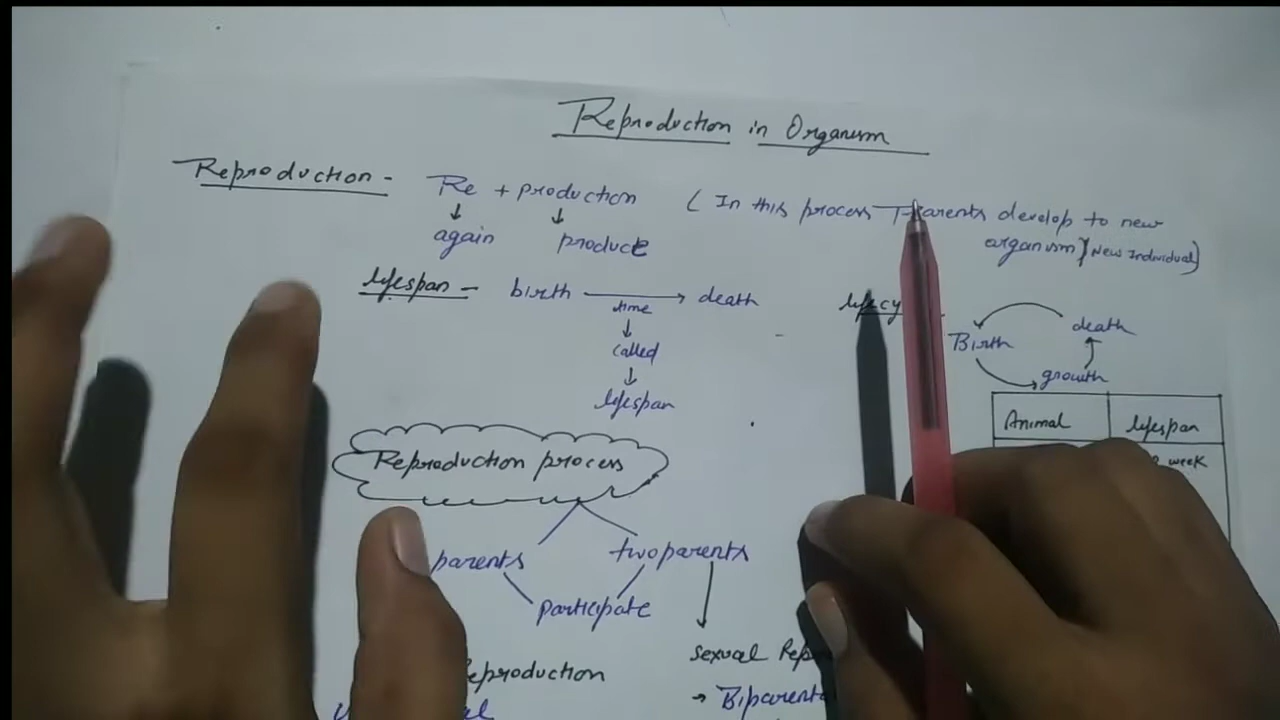 Reproduction in Organism
Reproduction -
Re + production
( In this process Parents develop to new
again
produce
organism } New Individual)
lifespan -
birth → death
time
called
lifespan
Birth
death
growth
Animal
lifespan
week
Reproduction process
parents
two parents
participate
eproduction
sexual Rep
→ Biparent